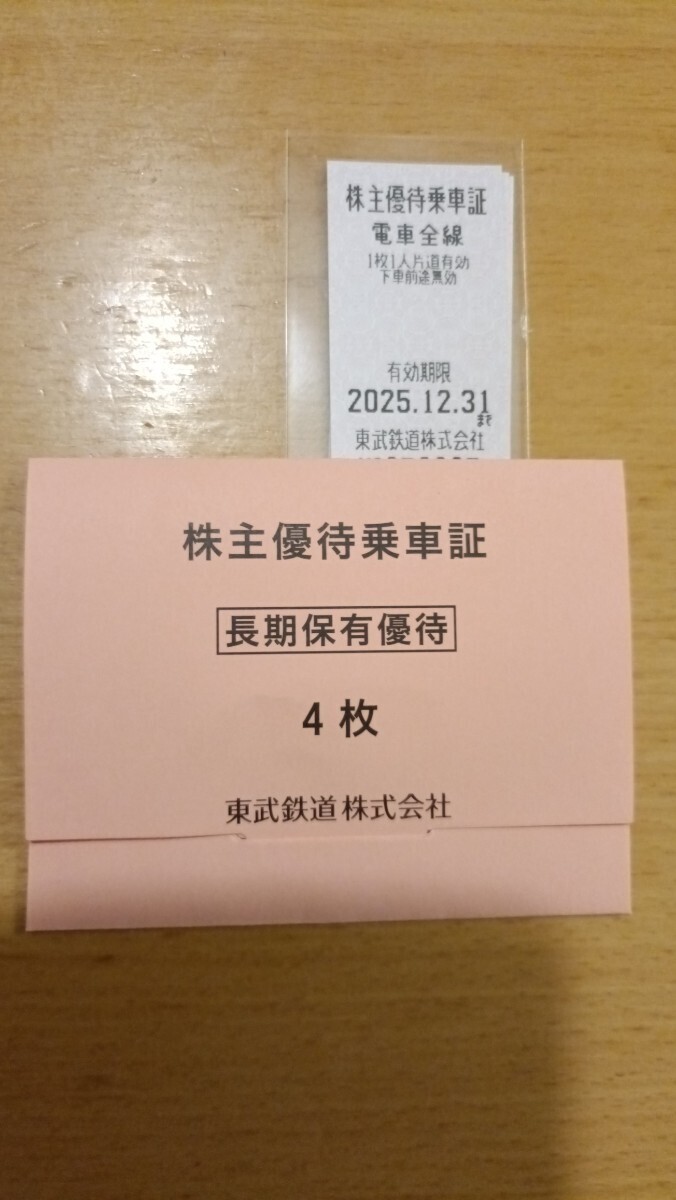 株主優待乗車証
電車全線
1枚1人片道有効
下車前途無効
有効期限
2025.12.31
まで
東武鉄道株式会社
株主優待乗車証
長期保有優待
4枚
東武鉄道株式会社